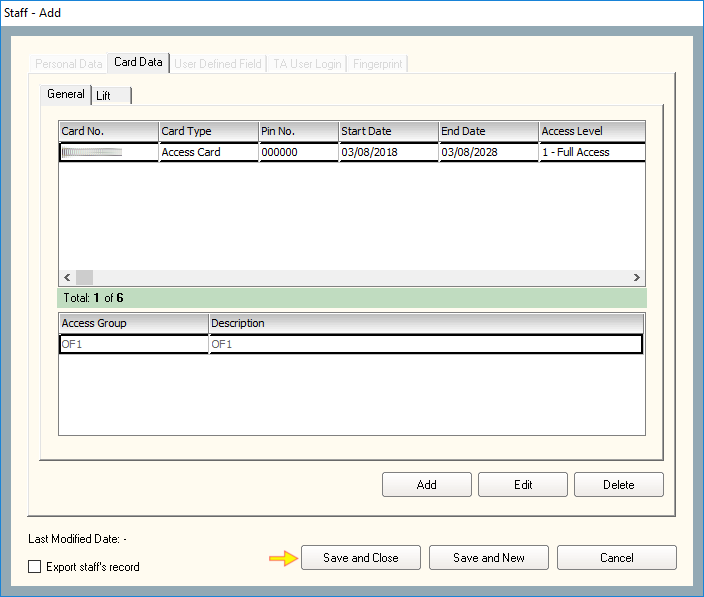 Staff - Add
Personal Data Card Data User Defined Field TA User Login Fingerprint
General Lift
Card No. Card Type Pin No. Start Date End Date Access Level
Access Card 000000 03/08/2018 03/08/2028 1 - Full Access
Total: 1 of 6
Access Group Description
OF1 OF1
Add Edit Delete
Last Modified Date: -
Save and Close Save and New Cancel
Export staff's record